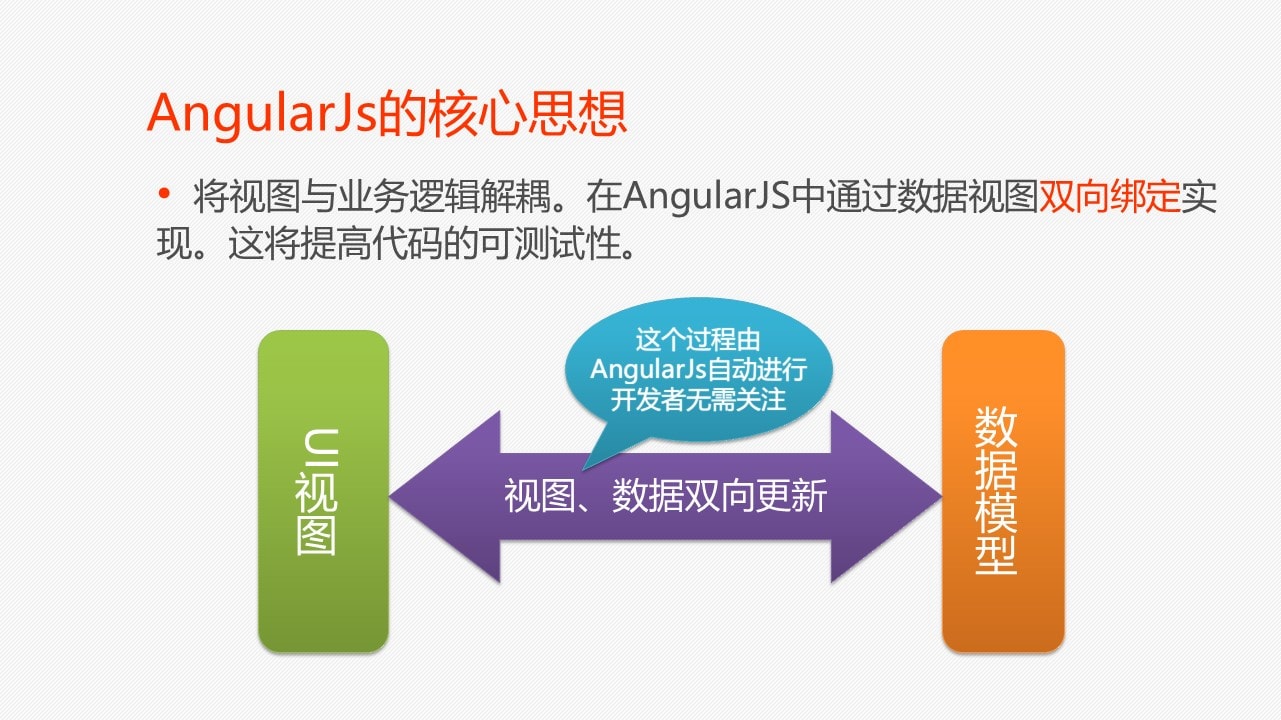 AngularJs的核心思想
• 将视图与业务逻辑解耦。在AngularJS中通过数据视图双向绑定实
现。这将提高代码的可测试性。
这个过程由
AngularJs自动进行
开发者无需关注
UI视图
视图、数据双向更新
数据模型